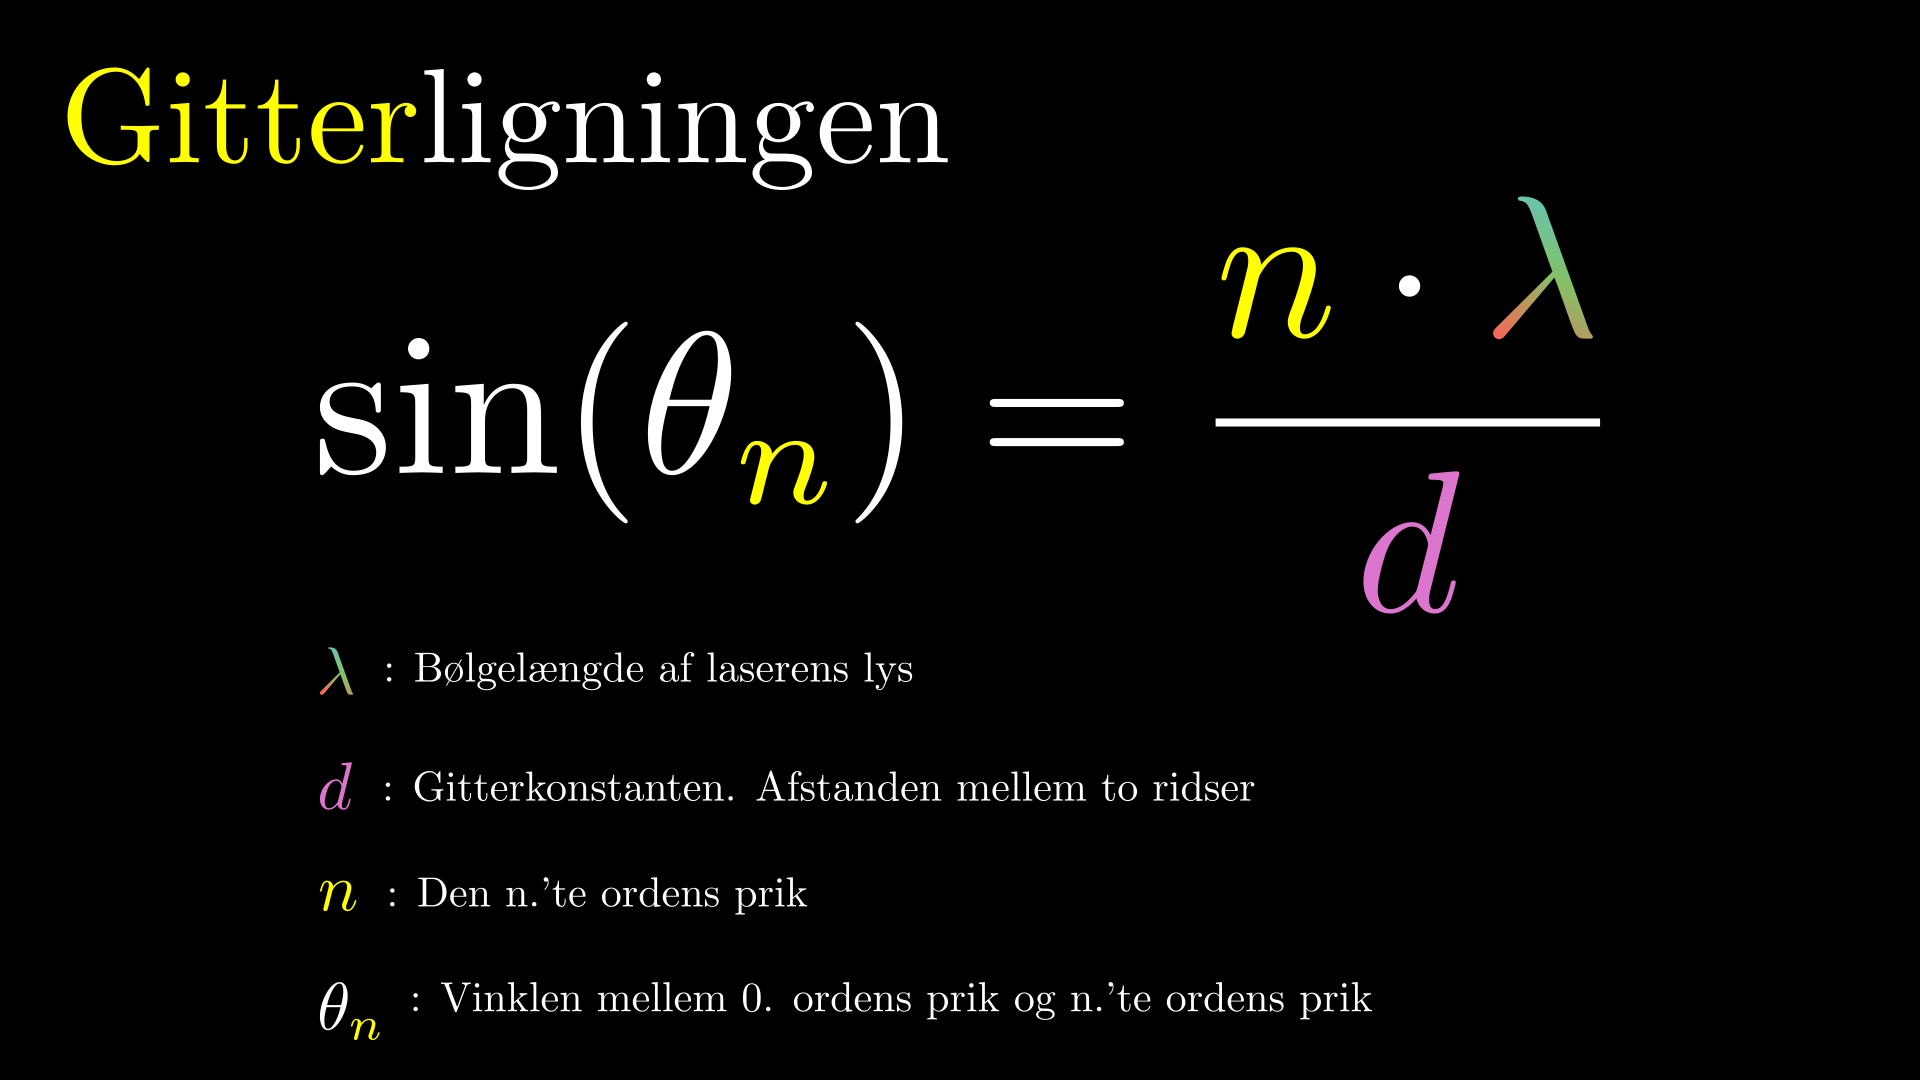 Gitterligningen
sin(θₙ) = n · λ / d
λ : Bølgelængde af laserens lys
d : Gitterkonstanten. Afstanden mellem to ridser
n : Den n.’te ordens prik
θₙ : Vinklen mellem 0. ordens prik og n.’te ordens prik